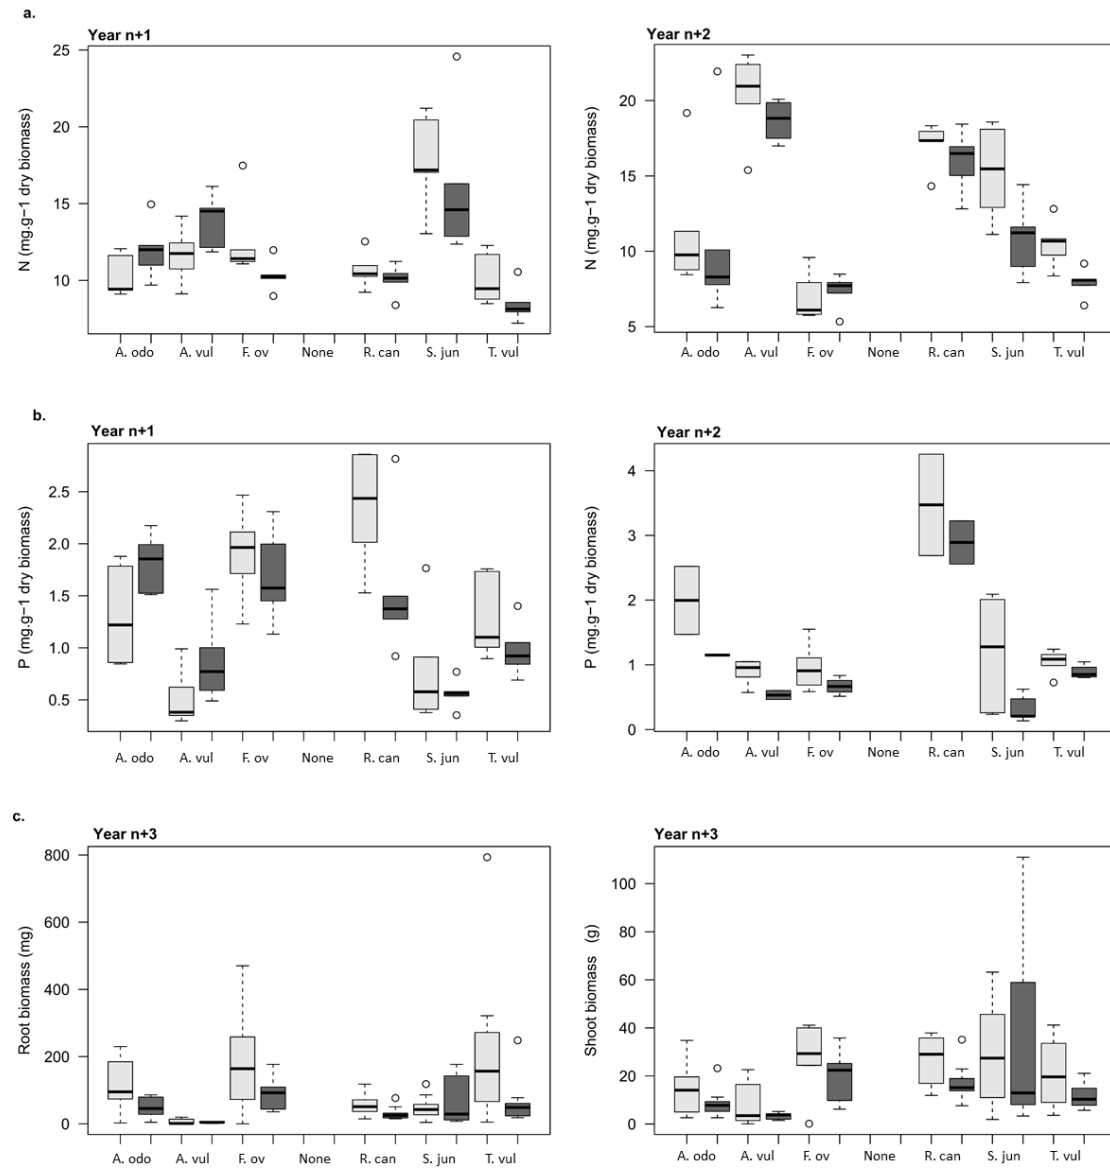 a.
Year n+1
N (mg.g−1 dry biomass)
25
20
15
10
A. odo A. vul F. ov None R. can S. jun T. vul
Year n+2
N (mg.g−1 dry biomass)
20
15
10
5
A. odo A. vul F. ov None R. can S. jun T. vul
b.
Year n+1
P (mg.g−1 dry biomass)
2.5
2.0
1.5
1.0
0.5
A. odo A. vul F. ov None R. can S. jun T. vul
Year n+2
P (mg.g−1 dry biomass)
4
3
2
1
0
A. odo A. vul F. ov None R. can S. jun T. vul
c.
Year n+3
Root biomass (mg)
800
600
400
200
0
A. odo A. vul F. ov None R. can S. jun T. vul
Year n+3
Shoot biomass (g)
100
80
60
40
20
0
A. odo A. vul F. ov None R. can S. jun T. vul